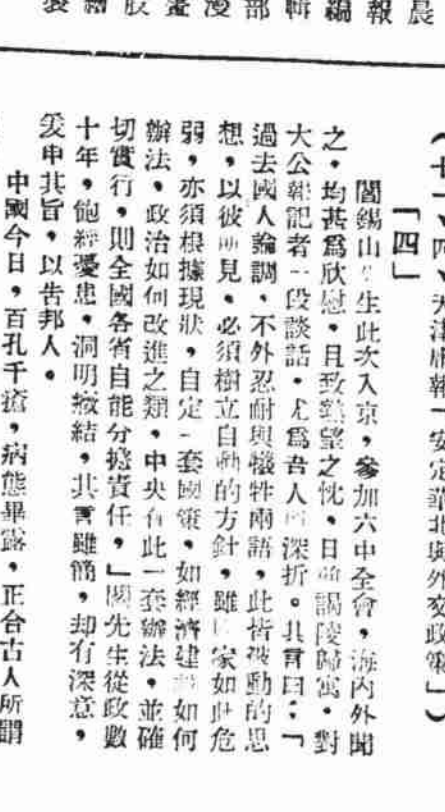 晨報編輯部漫畫股繪製
天津庸報「安定華北與外交政策」）
「四」
閻錫山先生此次入京，參加六中全會，海內外聞
之，均甚爲欣慰，且致望之忱，日前謁陵歸寓，對
大公報記者一段談話，尤爲吾人所深折。其言曰：「
過去國人論調，不外忍耐與犧牲兩語，此皆被動的思
想，以彼所見，必須樹立自動的方針，雖國家如此危
弱，亦須根據現狀，自定一套國策，如經濟建設如何
辦法，政治如何改進之類，中央有此一套辦法，並確
切實行，則全國各省自能分擔責任，」閻先生從政數
十年，飽經憂患，洞明癥結，其言雖簡，却有深意，
爰申其旨，以告邦人。
中國今日，百孔千瘡，病態畢露，正合古人所謂